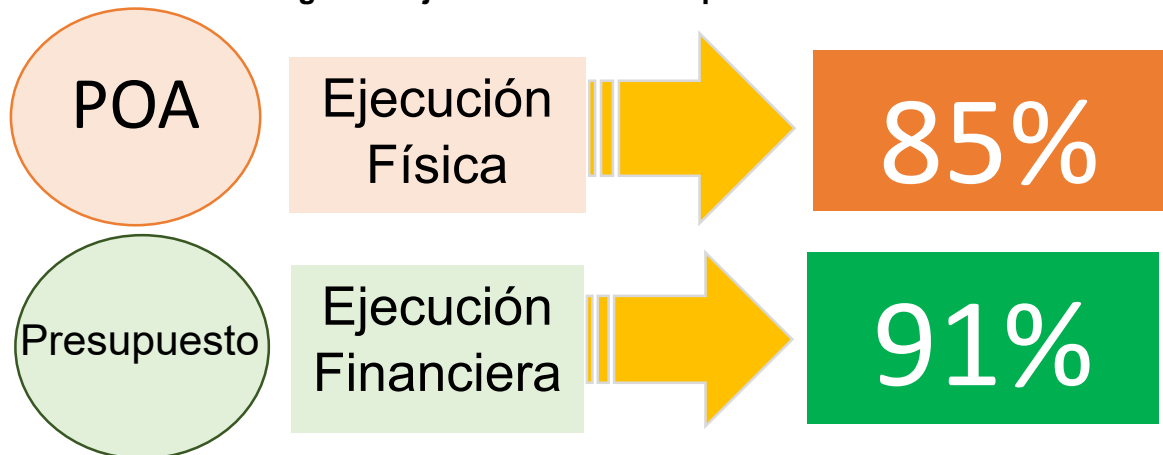 POA
Ejecución
Física
85%
Presupuesto
Ejecución
Financiera
91%